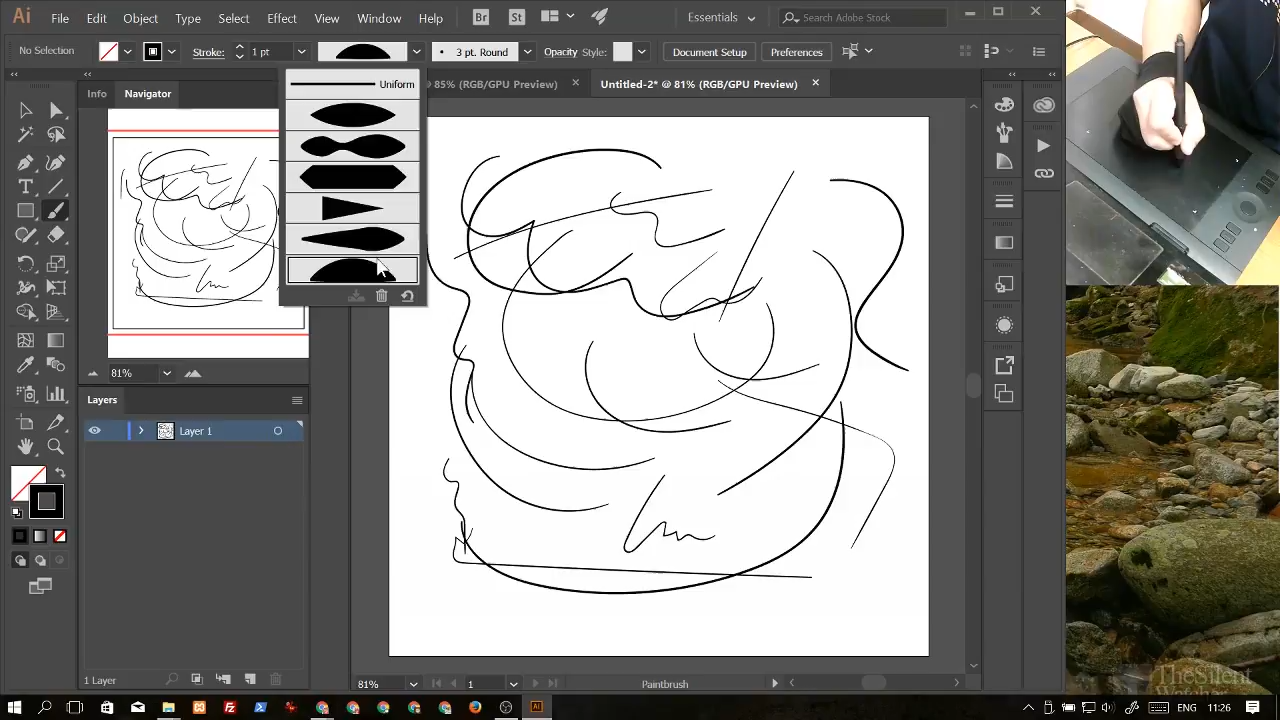 Ai File Edit Object Type Select Effect View Window Help Br St Essentials Search Adobe Stock
No Selection Stroke: 1 pt 3 pt. Round Opacity Style: Document Setup Preferences
Info Navigator Uniform @ 85% (RGB/GPU Preview) Untitled-2* @ 81% (RGB/GPU Preview)
81%
Layers
Layer 1
1 Layer 81% 1 Paintbrush
TheSilent
Watcher
Ai 11:26